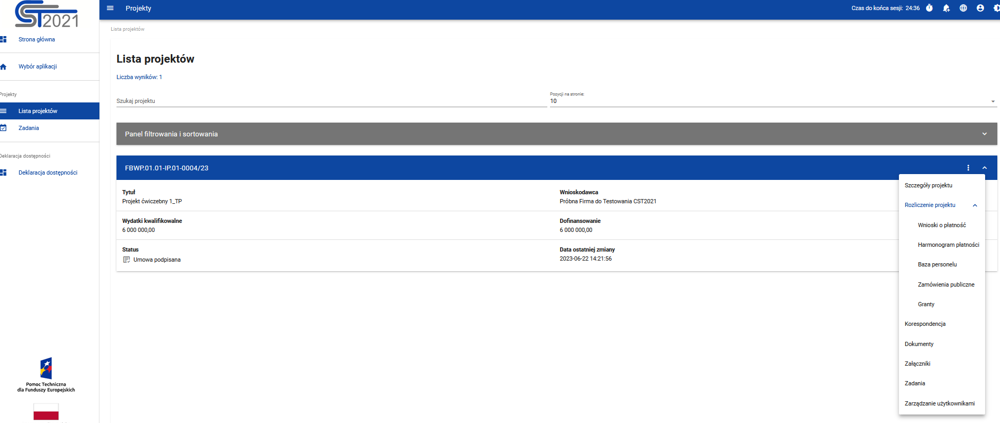 CST2021
Projekty
Czas do końca sesji: 24:36
Strona główna
Wybór aplikacji
Projekty
Lista projektów
Zadania
Deklaracja dostępności
Deklaracja dostępności
Pomoc Techniczna
dla Funduszy Europejskich
Lista projektów
Lista projektów
Liczba wyników: 1
Szukaj projektu
Pozycji na stronie:
10
Panel filtrowania i sortowania
FBWP.01.01-IP.01-0004/23
Tytuł
Projekt ćwiczebny 1_TP
Wnioskodawca
Próbna Firma do Testowania CST2021
Wydatki kwalifikowalne
6 000 000,00
Dofinansowanie
6 000 000,00
Status
Umowa podpisana
Data ostatniej zmiany
2023-06-22 14:21:56
Szczegóły projektu
Rozliczenie projektu
Wnioski o płatność
Harmonogram płatności
Baza personelu
Zamówienia publiczne
Granty
Korespondencja
Dokumenty
Załączniki
Zadania
Zarządzanie użytkownikami